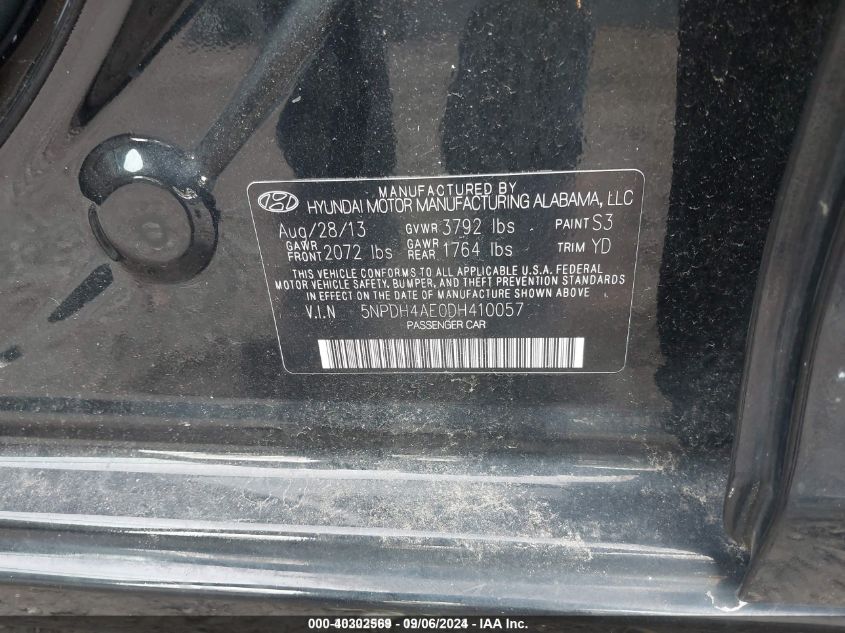 MANUFACTURED BY
HYUNDAI MOTOR MANUFACTURING ALABAMA, LLC
Aug/28/13 GVWR 3792 lbs PAINT S3
GAWR FRONT 2072 lbs GAWR REAR 1764 lbs TRIM YD
THIS VEHICLE CONFORMS TO ALL APPLICABLE U.S.A. FEDERAL
MOTOR VEHICLE SAFETY, BUMPER, AND THEFT PREVENTION STANDARDS
IN EFFECT ON THE DATE OF MANUFACTURE SHOWN ABOVE
V.I.N 5NPDH4AE0DH410057
PASSENGER CAR
000-40302569 - 09/06/2024 - IMG_5079